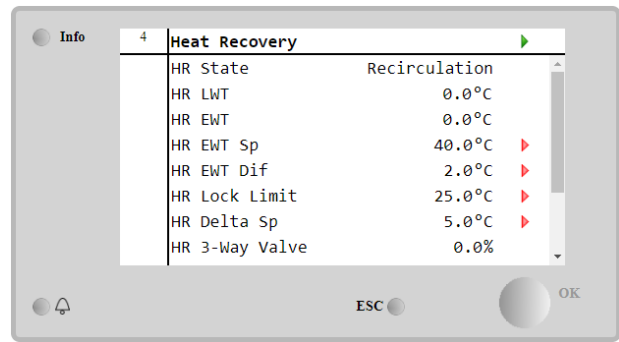 Info
4 Heat Recovery
HR State Recirculation
HR LWT 0.0°C
HR EWT 0.0°C
HR EWT Sp 40.0°C
HR EWT Dif 2.0°C
HR Lock Limit 25.0°C
HR Delta Sp 5.0°C
HR 3-Way Valve 0.0%
ESC
OK